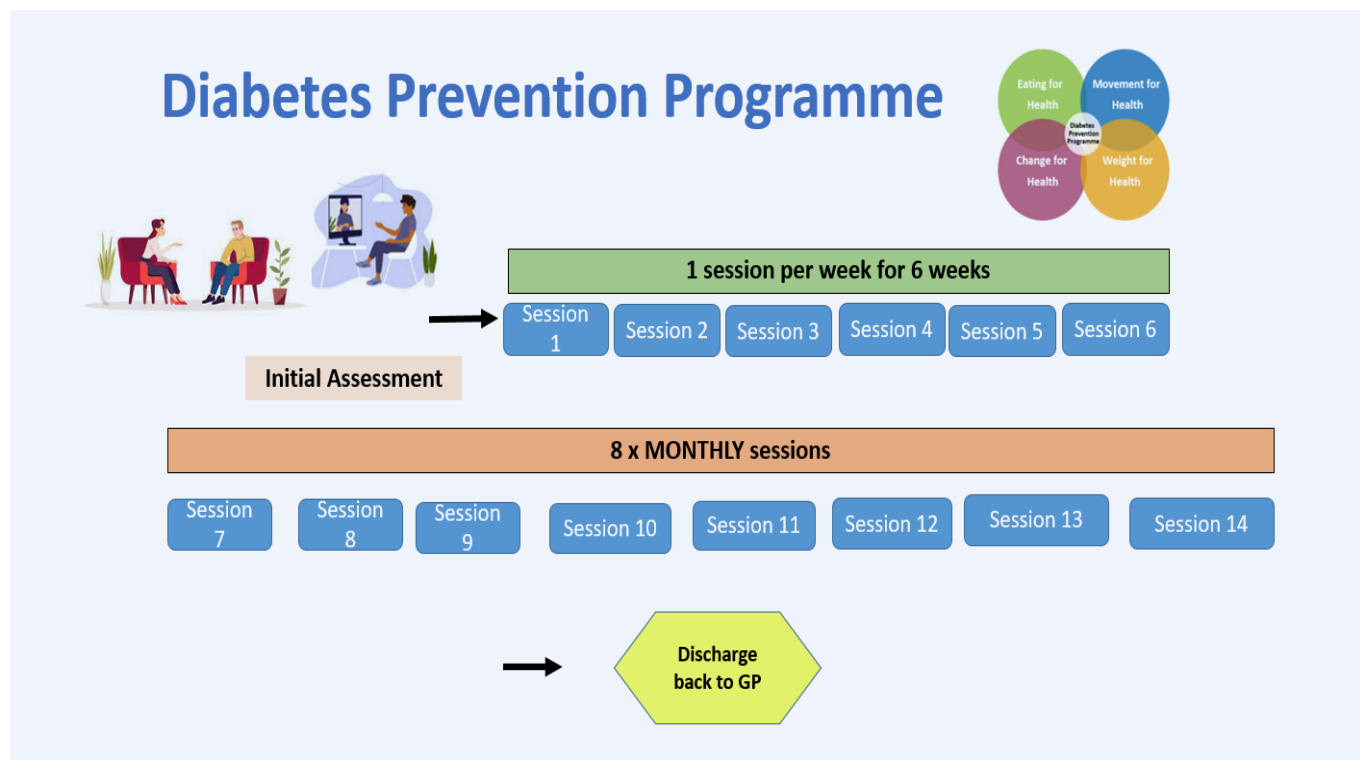 Diabetes Prevention Programme
Eating for
Health
Movement for
Health
Diabetes
Prevention
Programme
Change for
Health
Weight for
Health
1 session per week for 6 weeks
Session
1
Session 2
Session 3
Session 4
Session 5
Session 6
Initial Assessment
8 x MONTHLY sessions
Session
7
Session
8
Session
9
Session 10
Session 11
Session 12
Session 13
Session 14
Discharge
back to GP